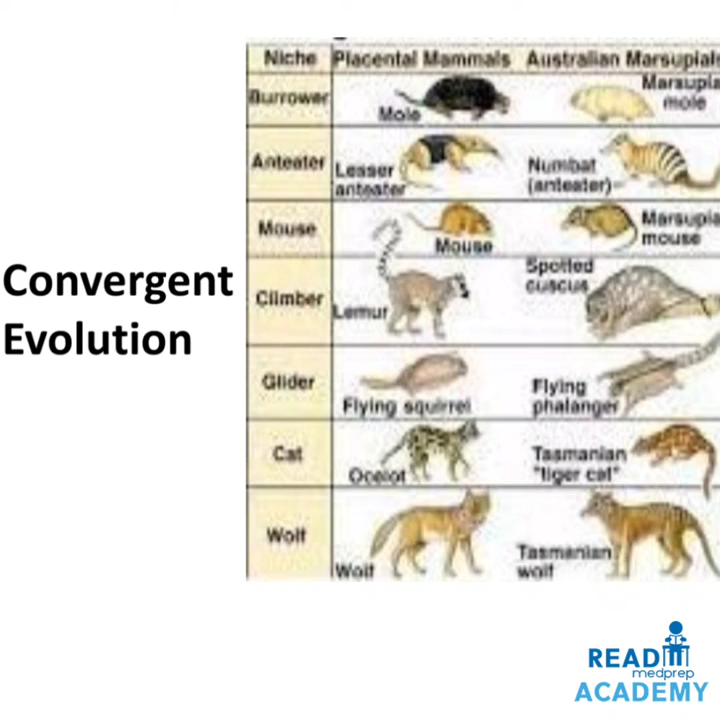 Convergent
Evolution
Niche Placental Mammals Australian Marsupials
Burrower
Mole
Marsupia
mole
Anteater
Lesser
anteater
Numbat
(anteater)
Mouse
Mouse
Marsupia
mouse
Climber
Lemur
Spotted
cuscus
Glider
Flying squirrel
Flying
phalanger
Cat
Ocelot
Tasmanian
"tiger cat"
Wolf
Wolf
Tasmanian
wolf
READ
medprep
ACADEMY